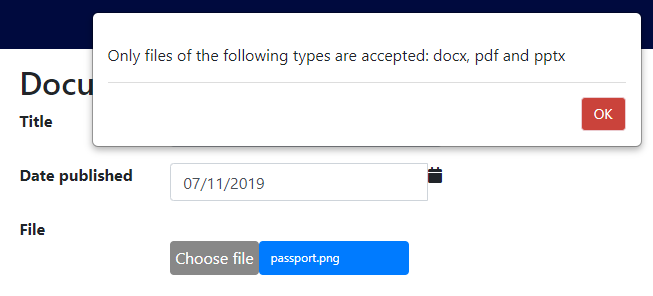 Only files of the following types are accepted: docx, pdf and pptx
OK
Docu
Title
Date published
07/11/2019
File
Choose file
passport.png